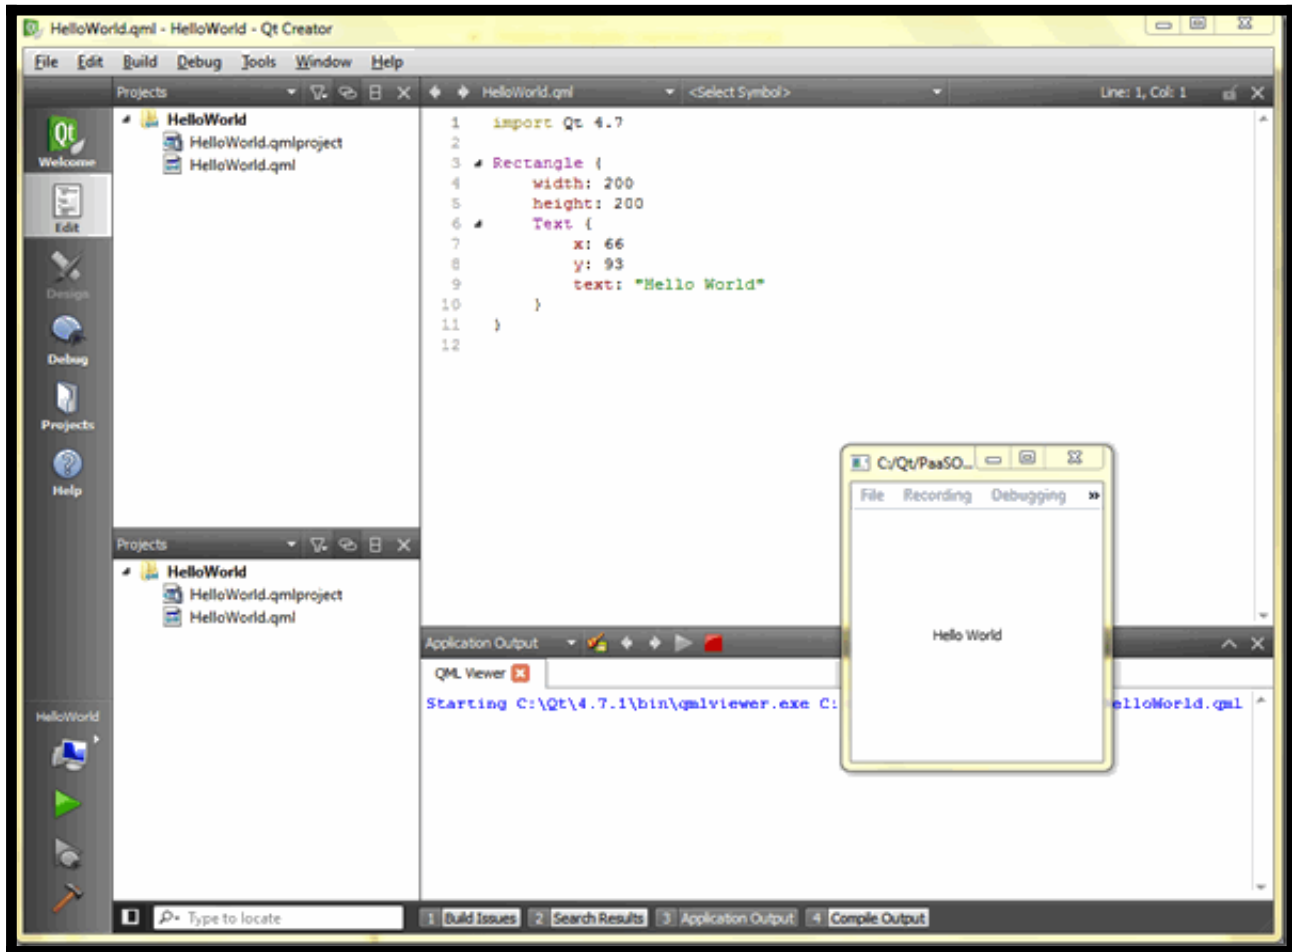 HelloWorld.qml - HelloWorld - Qt Creator
File Edit Build Debug Tools Window Help
Projects
HelloWorld.qml <Select Symbol> Line: 1, Col: 1
Welcome
Edit
Design
Debug
Projects
Help
HelloWorld
HelloWorld
HelloWorld.qmlproject
HelloWorld.qml
Projects
HelloWorld
HelloWorld.qmlproject
HelloWorld.qml
1 import Qt 4.7
2
3 Rectangle {
4 width: 200
5 height: 200
6 Text {
7 x: 66
8 y: 93
9 text: "Hello World"
10 }
11 }
12
C:/Qt/PaaSO...
File Recording Debugging »
Hello World
Application Output
QML Viewer
Starting C:\Qt\4.7.1\bin\qmlviewer.exe C: elloWorld.qml
Type to locate
1 Build Issues 2 Search Results 3 Application Output 4 Compile Output